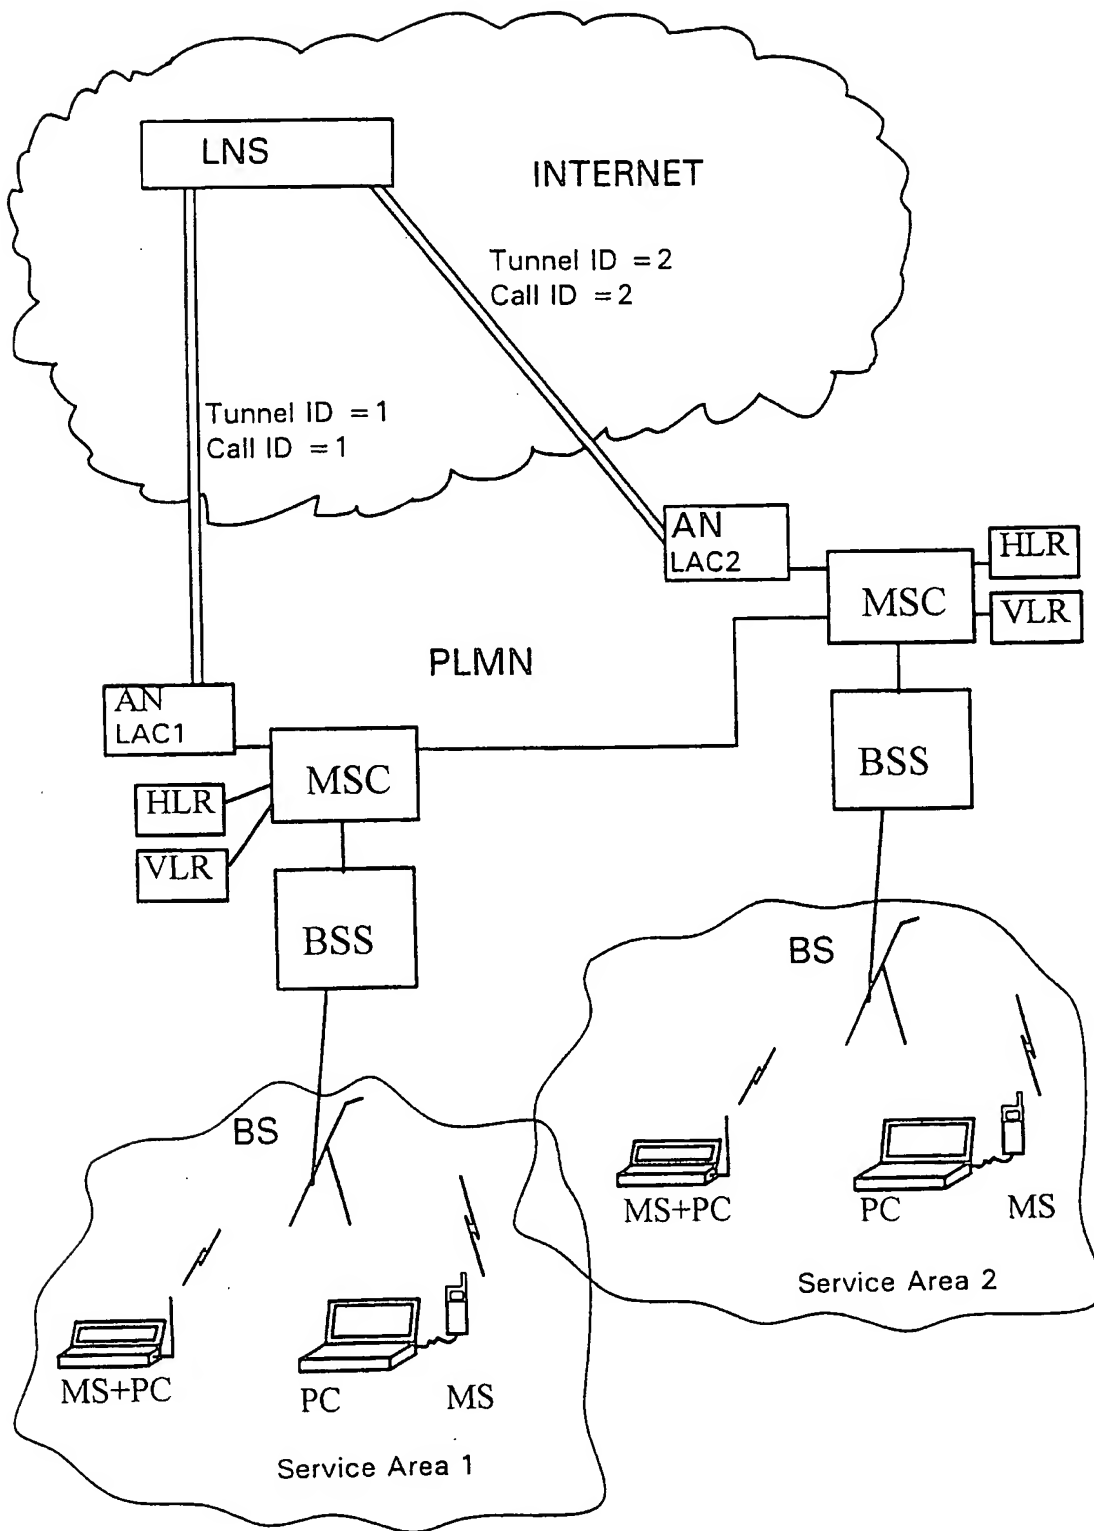 LNS
INTERNET
Tunnel ID = 2
Call ID = 2
Tunnel ID = 1
Call ID = 1
AN
LAC2
HLR
MSC
VLR
PLMN
AN
LAC1
MSC
BSS
HLR
VLR
BSS
BS
BS
MS+PC
PC
MS
Service Area 2
MS+PC
PC
MS
Service Area 1